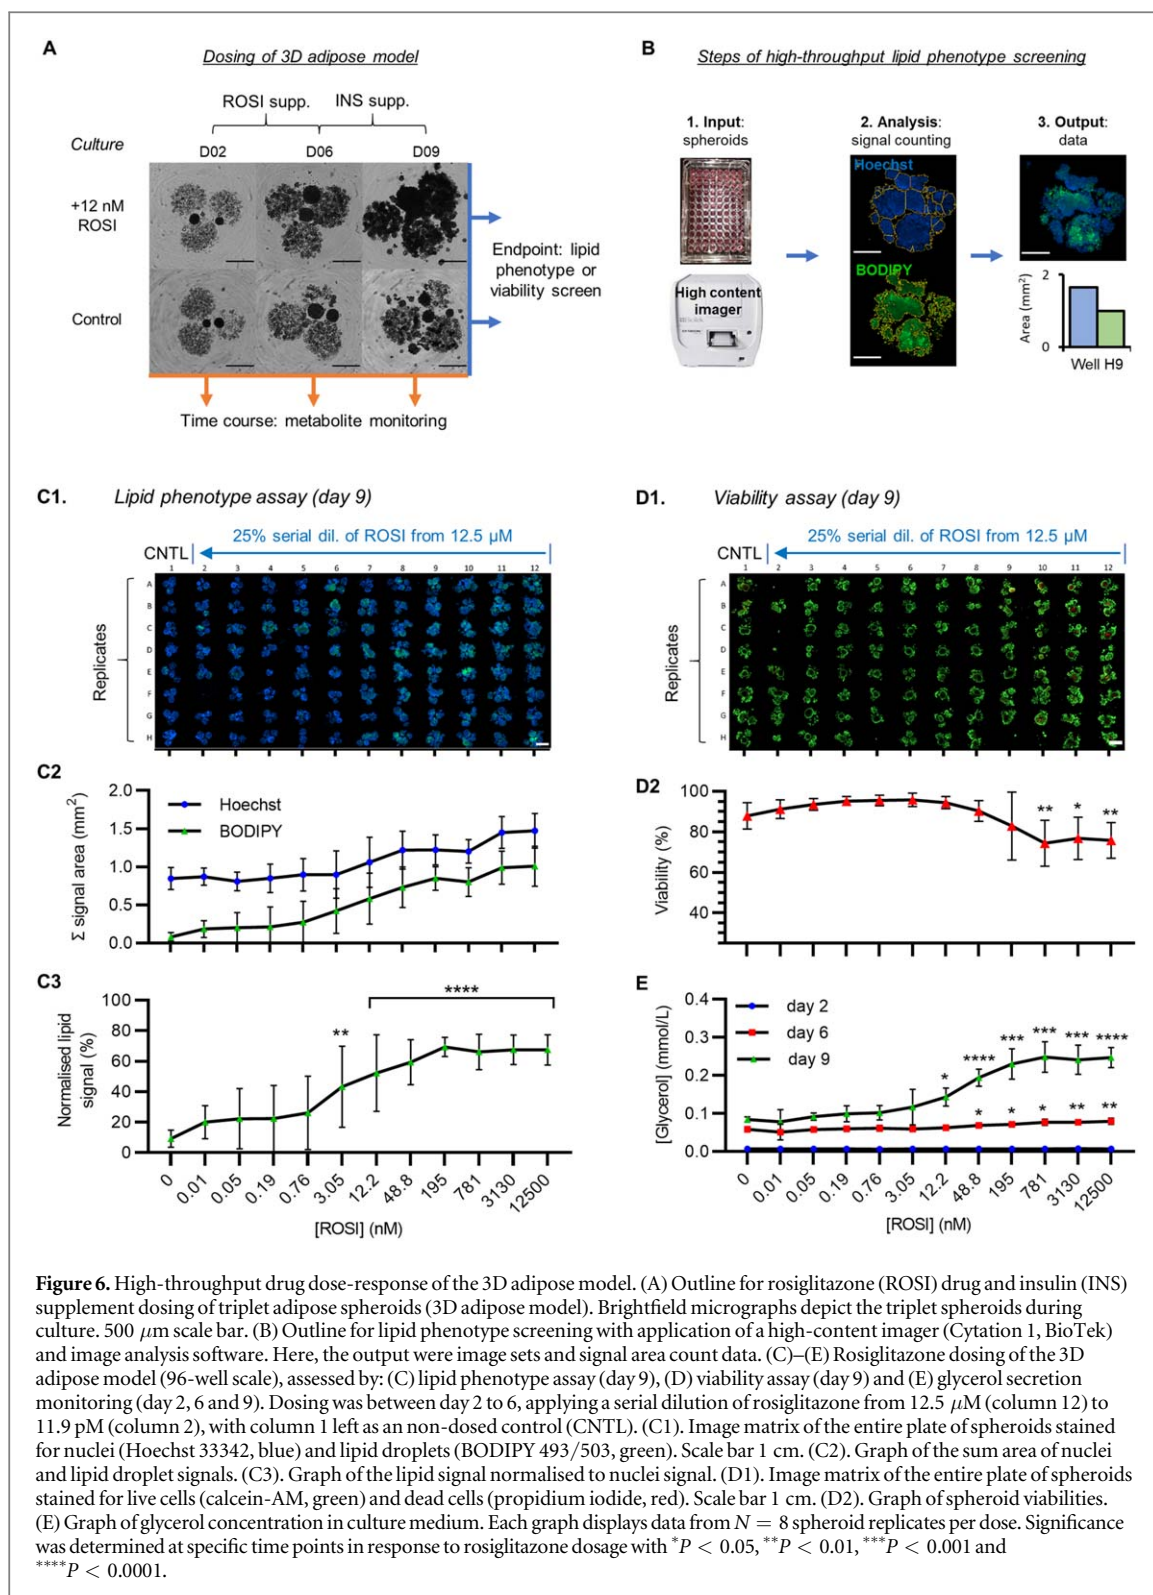 A
Dosing of 3D adipose model
ROSI supp.
INS supp.
Culture
D02
D06
D09
+12 nM
ROSI
Control
Endpoint: lipid
phenotype or
viability screen
Time course: metabolite monitoring
B
Steps of high-throughput lipid phenotype screening
1. Input:
spheroids
2. Analysis:
signal counting
3. Output:
data
Hoechst
BODIPY
High content
imager
Area (mm²)
2
0
Well H9
C1.
Lipid phenotype assay (day 9)
25% serial dil. of ROSI from 12.5 µM
CNTL
1 2 3 4 5 6 7 8 9 10 11 12
Replicates
A
B
C
D
E
F
G
H
D1.
Viability assay (day 9)
25% serial dil. of ROSI from 12.5 µM
CNTL
1 2 3 4 5 6 7 8 9 10 11 12
Replicates
A
B
C
D
E
F
G
H
C2
Σ signal area (mm²)
2.0
1.5
1.0
0.5
0.0
Hoechst
BODIPY
D2
Viability (%)
100
80
60
40
** * **
C3
Normalised lipid
signal (%)
100
80
60
40
20
0
**
****
0 0.01 0.05 0.19 0.76 3.05 12.2 48.8 195 781 3130 12500
[ROSI] (nM)
E
[Glycerol] (mmol/L)
0.4
0.3
0.2
0.1
0.0
day 2
day 6
day 9
* **** *** *** *** ****
* * * ** **
0 0.01 0.05 0.19 0.76 3.05 12.2 48.8 195 781 3130 12500
[ROSI] (nM)
Figure 6. High-throughput drug dose-response of the 3D adipose model. (A) Outline for rosiglitazone (ROSI) drug and insulin (INS)
supplement dosing of triplet adipose spheroids (3D adipose model). Brightfield micrographs depict the triplet spheroids during
culture. 500 µm scale bar. (B) Outline for lipid phenotype screening with application of a high-content imager (Cytation 1, BioTek)
and image analysis software. Here, the output were image sets and signal area count data. (C)–(E) Rosiglitazone dosing of the 3D
adipose model (96-well scale), assessed by: (C) lipid phenotype assay (day 9), (D) viability assay (day 9) and (E) glycerol secretion
monitoring (day 2, 6 and 9). Dosing was between day 2 to 6, applying a serial dilution of rosiglitazone from 12.5 µM (column 12) to
11.9 pM (column 2), with column 1 left as an non-dosed control (CNTL). (C1). Image matrix of the entire plate of spheroids stained
for nuclei (Hoechst 33342, blue) and lipid droplets (BODIPY 493/503, green). Scale bar 1 cm. (C2). Graph of the sum area of nuclei
and lipid droplet signals. (C3). Graph of the lipid signal normalised to nuclei signal. (D1). Image matrix of the entire plate of spheroids
stained for live cells (calcein-AM, green) and dead cells (propidium iodide, red). Scale bar 1 cm. (D2). Graph of spheroid viabilities.
(E) Graph of glycerol concentration in culture medium. Each graph displays data from N = 8 spheroid replicates per dose. Significance
was determined at specific time points in response to rosiglitazone dosage with *P < 0.05, **P < 0.01, ***P < 0.001 and
****P < 0.0001.